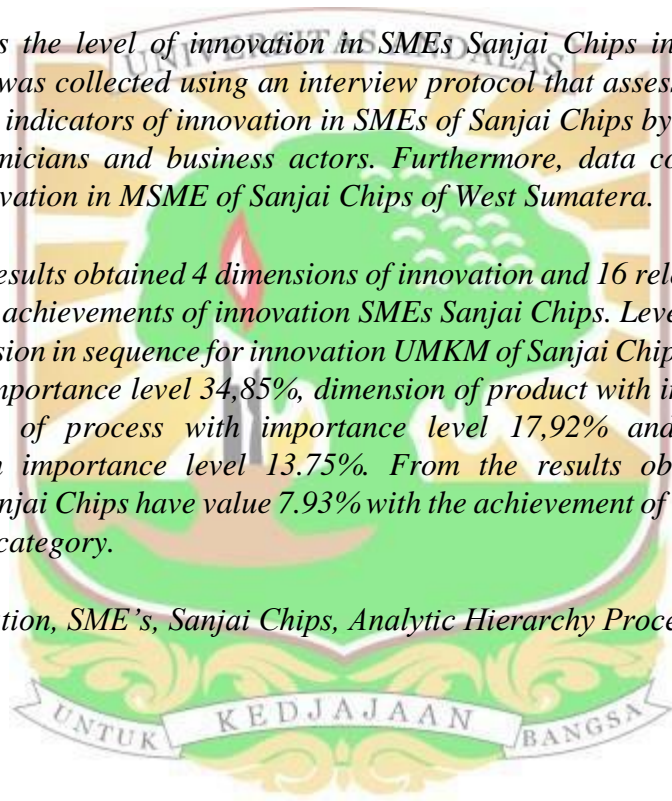 UNIVERSITAS ANDALAS
s the level of innovation in SMEs Sanjai Chips in
was collected using an interview protocol that assess
indicators of innovation in SMEs of Sanjai Chips by
micians and business actors. Furthermore, data co
vation in MSME of Sanjai Chips of West Sumatera.
esults obtained 4 dimensions of innovation and 16 rel
achievements of innovation SMEs Sanjai Chips. Leve
sion in sequence for innovation UMKM of Sanjai Chip
mportance level 34,85%, dimension of product with i
of process with importance level 17,92% and
importance level 13.75%. From the results ob
njai Chips have value 7.93% with the achievement of
category.
ation, SME's, Sanjai Chips, Analytic Hierarchy Proce
UNTUK KEDJAJAAN BANGSA